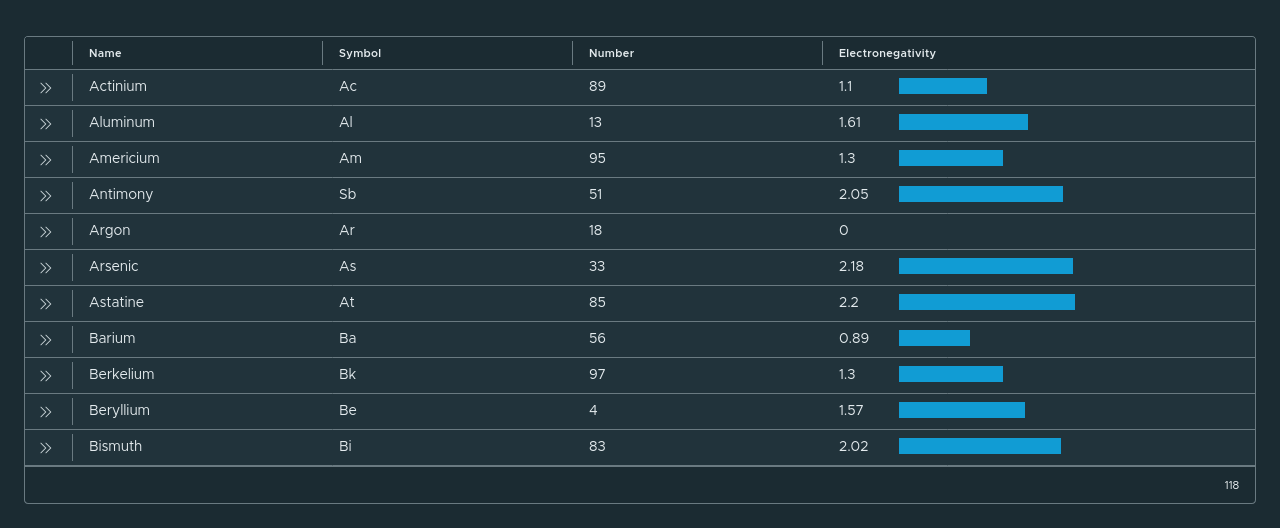 Name Symbol Number Electronegativity
Actinium Ac 89 1.1
Aluminum Al 13 1.61
Americium Am 95 1.3
Antimony Sb 51 2.05
Argon Ar 18 0
Arsenic As 33 2.18
Astatine At 85 2.2
Barium Ba 56 0.89
Berkelium Bk 97 1.3
Beryllium Be 4 1.57
Bismuth Bi 83 2.02
118